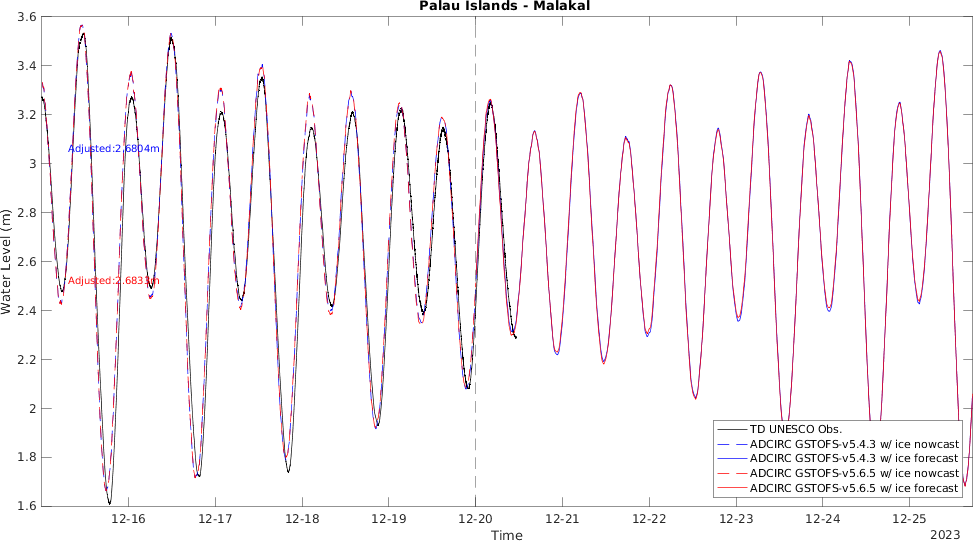 Palau Islands - Malakal
3.6
3.4
3.2
3
2.8
2.6
2.4
2.2
2
1.8
1.6
Water Level (m)
Adjusted:2.6804m
Adjusted:2.6833m
TD UNESCO Obs.
ADCIRC GSTOFS-v5.4.3 w/ ice nowcast
ADCIRC GSTOFS-v5.4.3 w/ ice forecast
ADCIRC GSTOFS-v5.6.5 w/ ice nowcast
ADCIRC GSTOFS-v5.6.5 w/ ice forecast
12-16 12-17 12-18 12-19 12-20 12-21 12-22 12-23 12-24 12-25
Time
2023